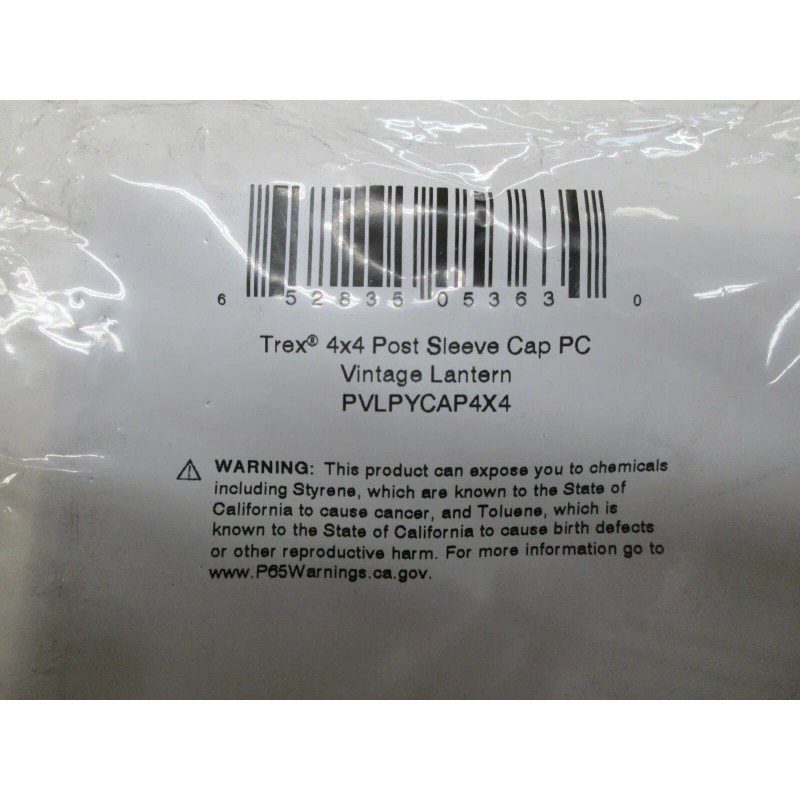 6 52835 05363 0
Trex® 4x4 Post Sleeve Cap PC
Vintage Lantern
PVLPYCAP4X4
⚠ WARNING: This product can expose you to chemicals
including Styrene, which are known to the State of
California to cause cancer, and Toluene, which is
known to the State of California to cause birth defects
or other reproductive harm. For more information go to
www.P65Warnings.ca.gov.